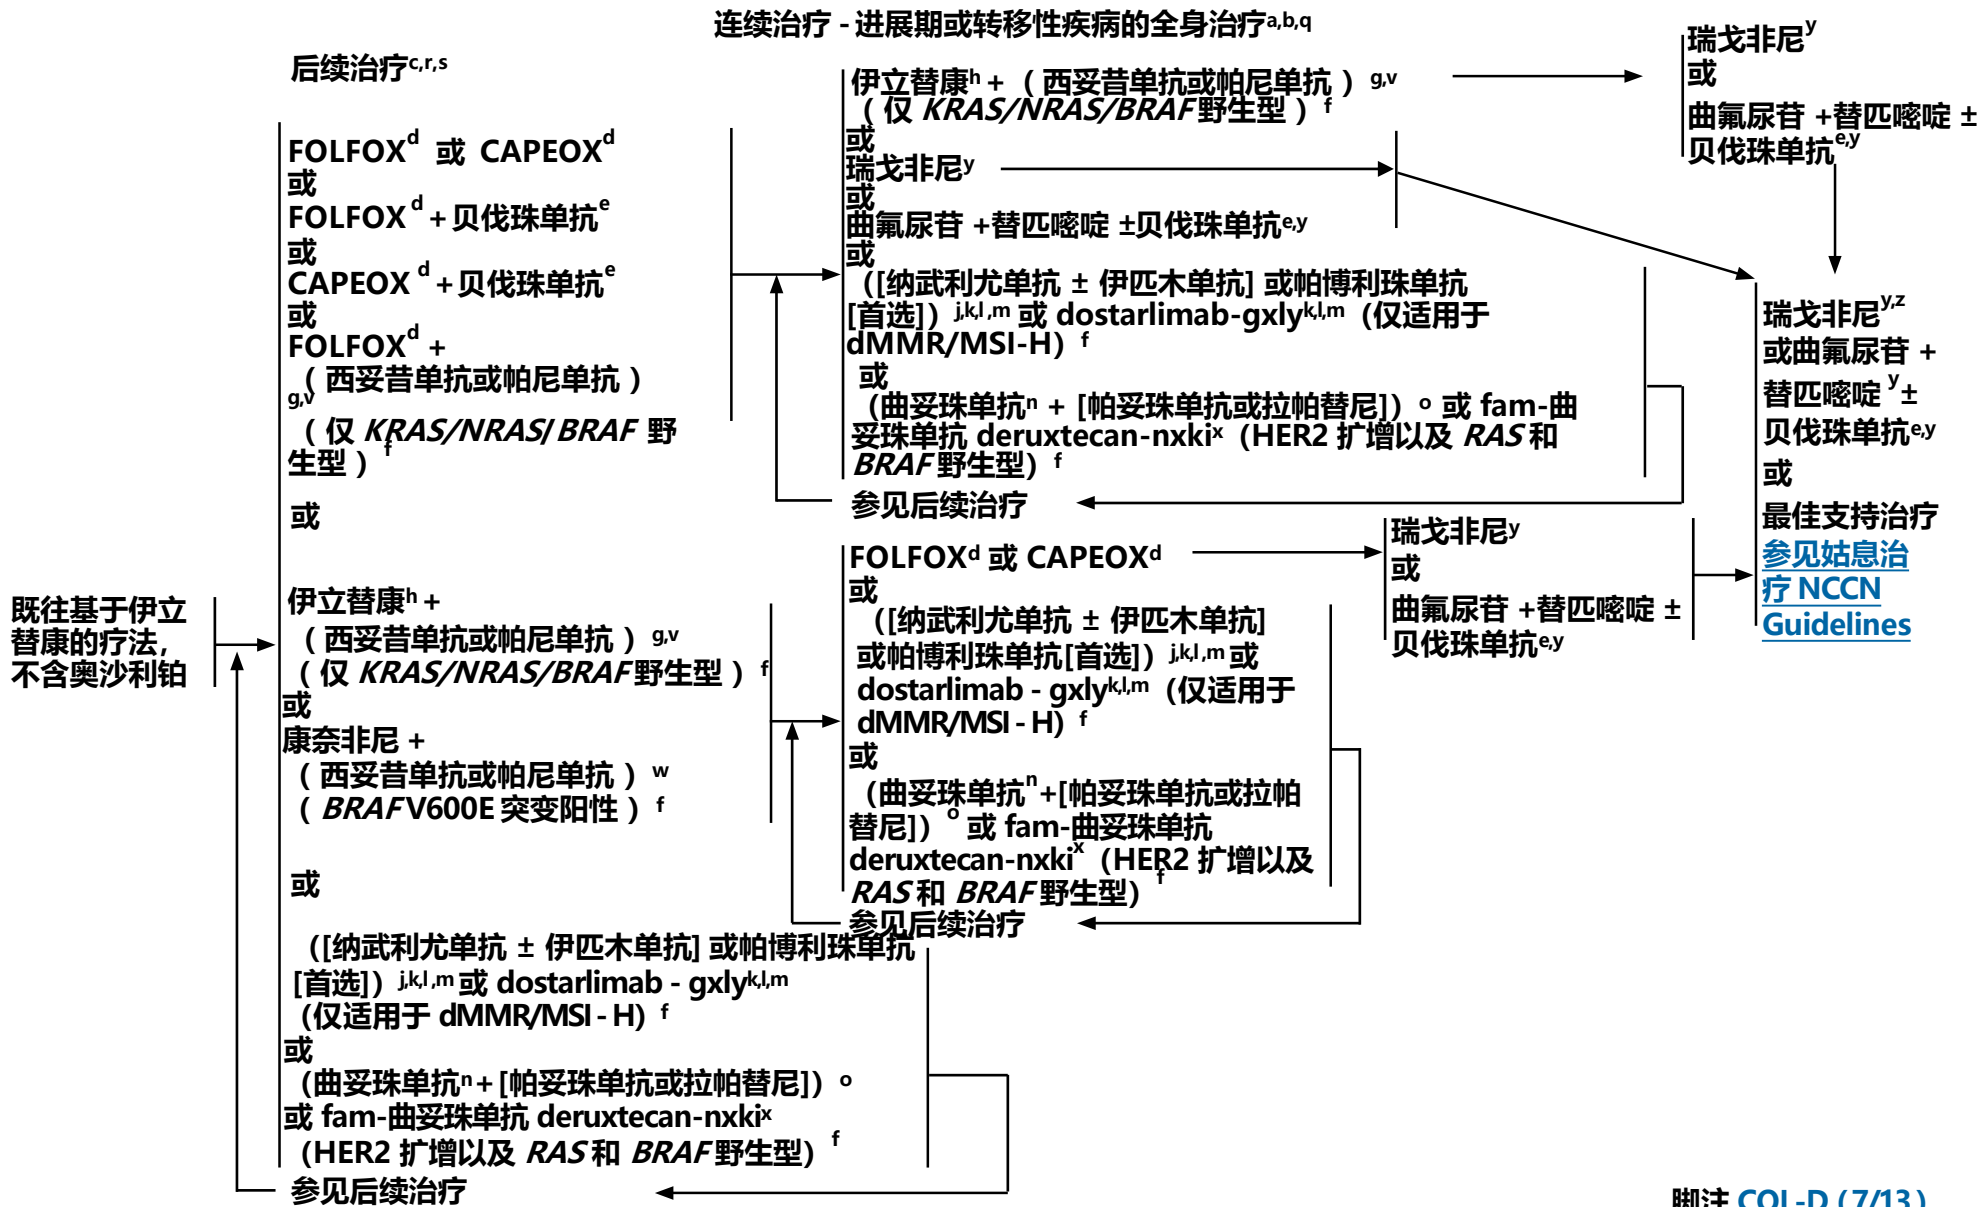 连续治疗 - 进展期或转移性疾病的全身治疗a,b,q
后续治疗c,r,s
既往基于伊立
替康的疗法,
不含奥沙利铂
FOLFOXd 或 CAPEOXd
或
FOLFOX d + 贝伐珠单抗e
或
CAPEOX d + 贝伐珠单抗e
或
FOLFOXd +
（西妥昔单抗或帕尼单抗）
g,v
（仅 KRAS/NRAS/BRAF 野
生型）f
或
伊立替康h +
（西妥昔单抗或帕尼单抗）g,v
（仅 KRAS/NRAS/BRAF野生型）f
或
康奈非尼 +
（西妥昔单抗或帕尼单抗）w
（BRAF V600E 突变阳性）f
或
（[纳武利尤单抗 ± 伊匹木单抗] 或帕博利珠单抗
[首选]）j,k,l,m 或 dostarlimab - gxlyk,l,m
（仅适用于 dMMR/MSI - H）f
或
（曲妥珠单抗n + [帕妥珠单抗或拉帕替尼]）o
或 fam-曲妥珠单抗 deruxtecan-nxkix
（HER2 扩增以及 RAS 和 BRAF 野生型）f
参见后续治疗
伊立替康h + （西妥昔单抗或帕尼单抗）g,v
（仅 KRAS/NRAS/BRAF 野生型）f
或
瑞戈非尼y
或
曲氟尿苷 +替匹嘧啶 ±贝伐珠单抗e,y
或
（[纳武利尤单抗 ± 伊匹木单抗] 或帕博利珠单抗
[首选]）j,k,l,m 或 dostarlimab-gxlyk,l,m（仅适用于
dMMR/MSI-H）f
或
（曲妥珠单抗n + [帕妥珠单抗或拉帕替尼]）o 或 fam-曲
妥珠单抗 deruxtecan-nxkix（HER2 扩增以及 RAS 和
BRAF 野生型）f
参见后续治疗
FOLFOXd 或 CAPEOXd
或
（[纳武利尤单抗 ± 伊匹木单抗]
或帕博利珠单抗[首选]）j,k,l,m 或
dostarlimab - gxlyk,l,m（仅适用于
dMMR/MSI - H）f
或
（曲妥珠单抗n+[帕妥珠单抗或拉帕
替尼]）o 或 fam-曲妥珠单抗
deruxtecan-nxkix（HER2 扩增以及
RAS 和 BRAF 野生型）f
参见后续治疗
瑞戈非尼y
或
曲氟尿苷 +替匹嘧啶 ±
贝伐珠单抗e,y
瑞戈非尼y
或
曲氟尿苷 +替匹嘧啶 ±
贝伐珠单抗e,y
瑞戈非尼y,z
或曲氟尿苷 +
替匹嘧啶 y ±
贝伐珠单抗e,y
或
最佳支持治疗
参见姑息治
疗 NCCN
Guidelines
脚注 COL-D (7/13)